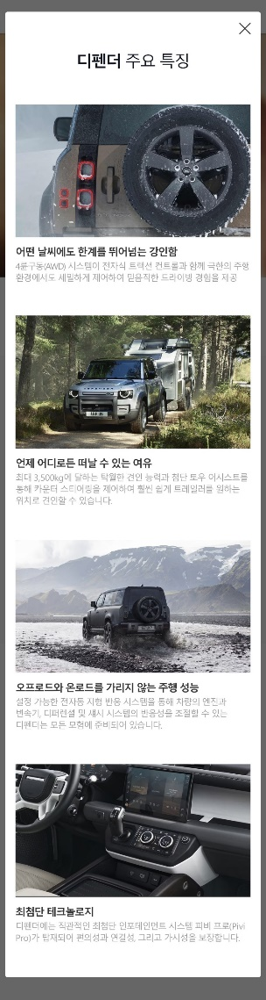 디펜더 주요 특징
어떤 날씨에도 한계를 뛰어넘는 강인함
4륜구동(AWD) 시스템이 전자식 트랙션 컨트롤과 함께 극한의 주행
환경에서도 세밀하게 제어하여 믿음직한 드라이빙 경험을 제공
언제 어디로든 떠날 수 있는 여유
최대 3,500kg에 달하는 탁월한 견인 능력과 첨단 토우 어시스트를
통해 카운터 스티어링을 제어하여 훨씬 쉽게 트레일러를 원하는
위치로 견인할 수 있습니다.
오프로드와 온로드를 가리지 않는 주행 성능
설정 가능한 전자동 지형 반응 시스템을 통해 차량의 엔진과
변속기, 디퍼렌셜 및 섀시 시스템의 반응성을 조절할 수 있는
디펜더는 모든 모험에 준비되어 있습니다.
최첨단 테크놀로지
디펜더에는 직관적인 최첨단 인포테인먼트 시스템 피비 프로(Pivi
Pro)가 탑재되어 편의성과 연결성, 그리고 가시성을 보장합니다.